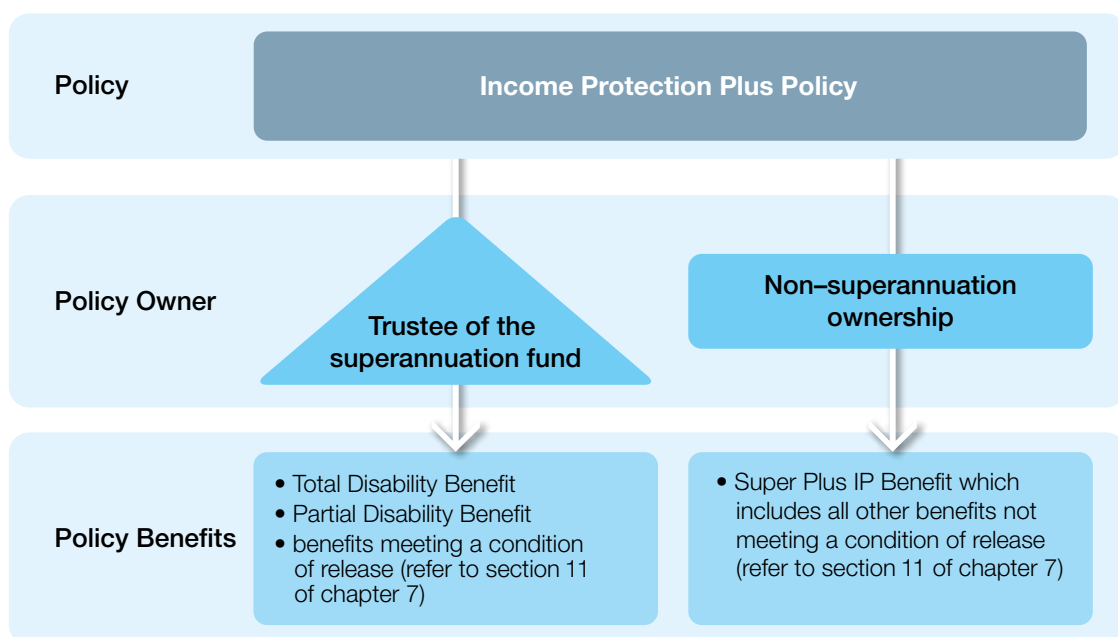 Policy
Income Protection Plus Policy
Policy Owner
Trustee of the
superannuation fund
Non–superannuation
ownership
Policy Benefits
• Total Disability Benefit
• Partial Disability Benefit
• benefits meeting a condition
of release (refer to section 11
of chapter 7)
• Super Plus IP Benefit which
includes all other benefits not
meeting a condition of release
(refer to section 11 of chapter 7)